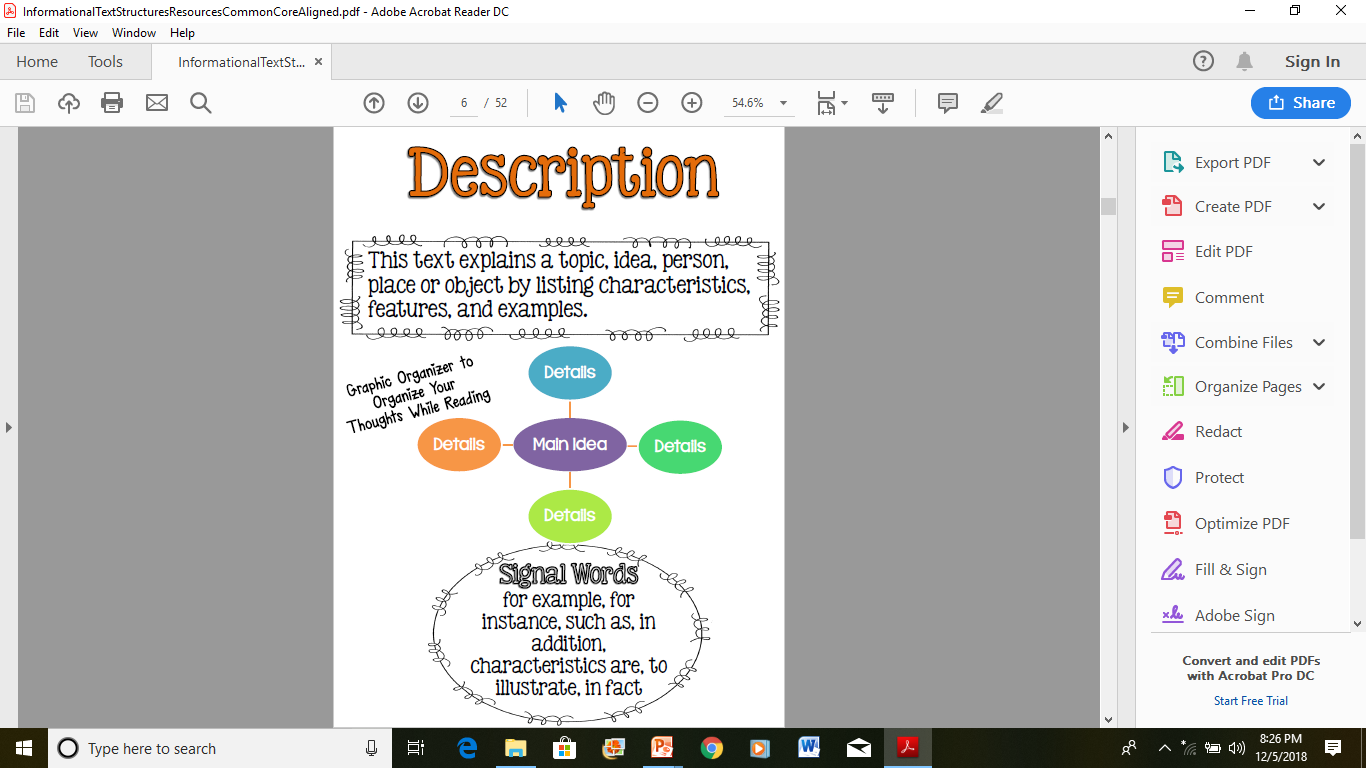 InformationalTextStructuresResourcesCommonCoreAligned.pdf - Adobe Acrobat Reader DC
File Edit View Window Help
Home Tools InformationalTextSt... ×
Sign In
6 / 52
54.6%
Share
Description
This text explains a topic, idea, person,
place or object by listing characteristics,
features, and examples.
Graphic Organizer to
Organize Your
Thoughts While Reading
Details
Details Main Idea Details
Details
Signal Words
for example, for
instance, such as, in
addition,
characteristics are, to
illustrate, in fact
Export PDF
Create PDF
Edit PDF
Comment
Combine Files
Organize Pages
Redact
Protect
Optimize PDF
Fill & Sign
Adobe Sign
Convert and edit PDFs
with Acrobat Pro DC
Start Free Trial
Type here to search
8:26 PM
12/5/2018